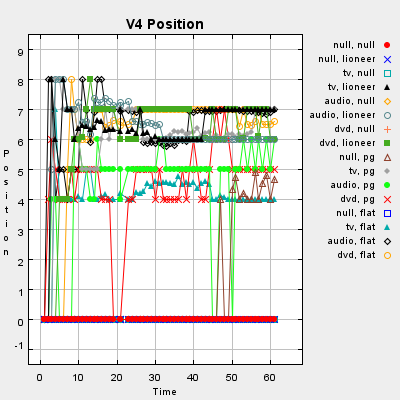 V4 Position
9
8
7
6
5
4
3
2
1
0
-1
Position
0
10
20
30
40
50
60
Time
null, null
null, lioneer
tv, null
tv, lioneer
audio, null
audio, lioneer
dvd, null
dvd, lioneer
null, pg
tv, pg
audio, pg
dvd, pg
null, flat
tv, flat
audio, flat
dvd, flat